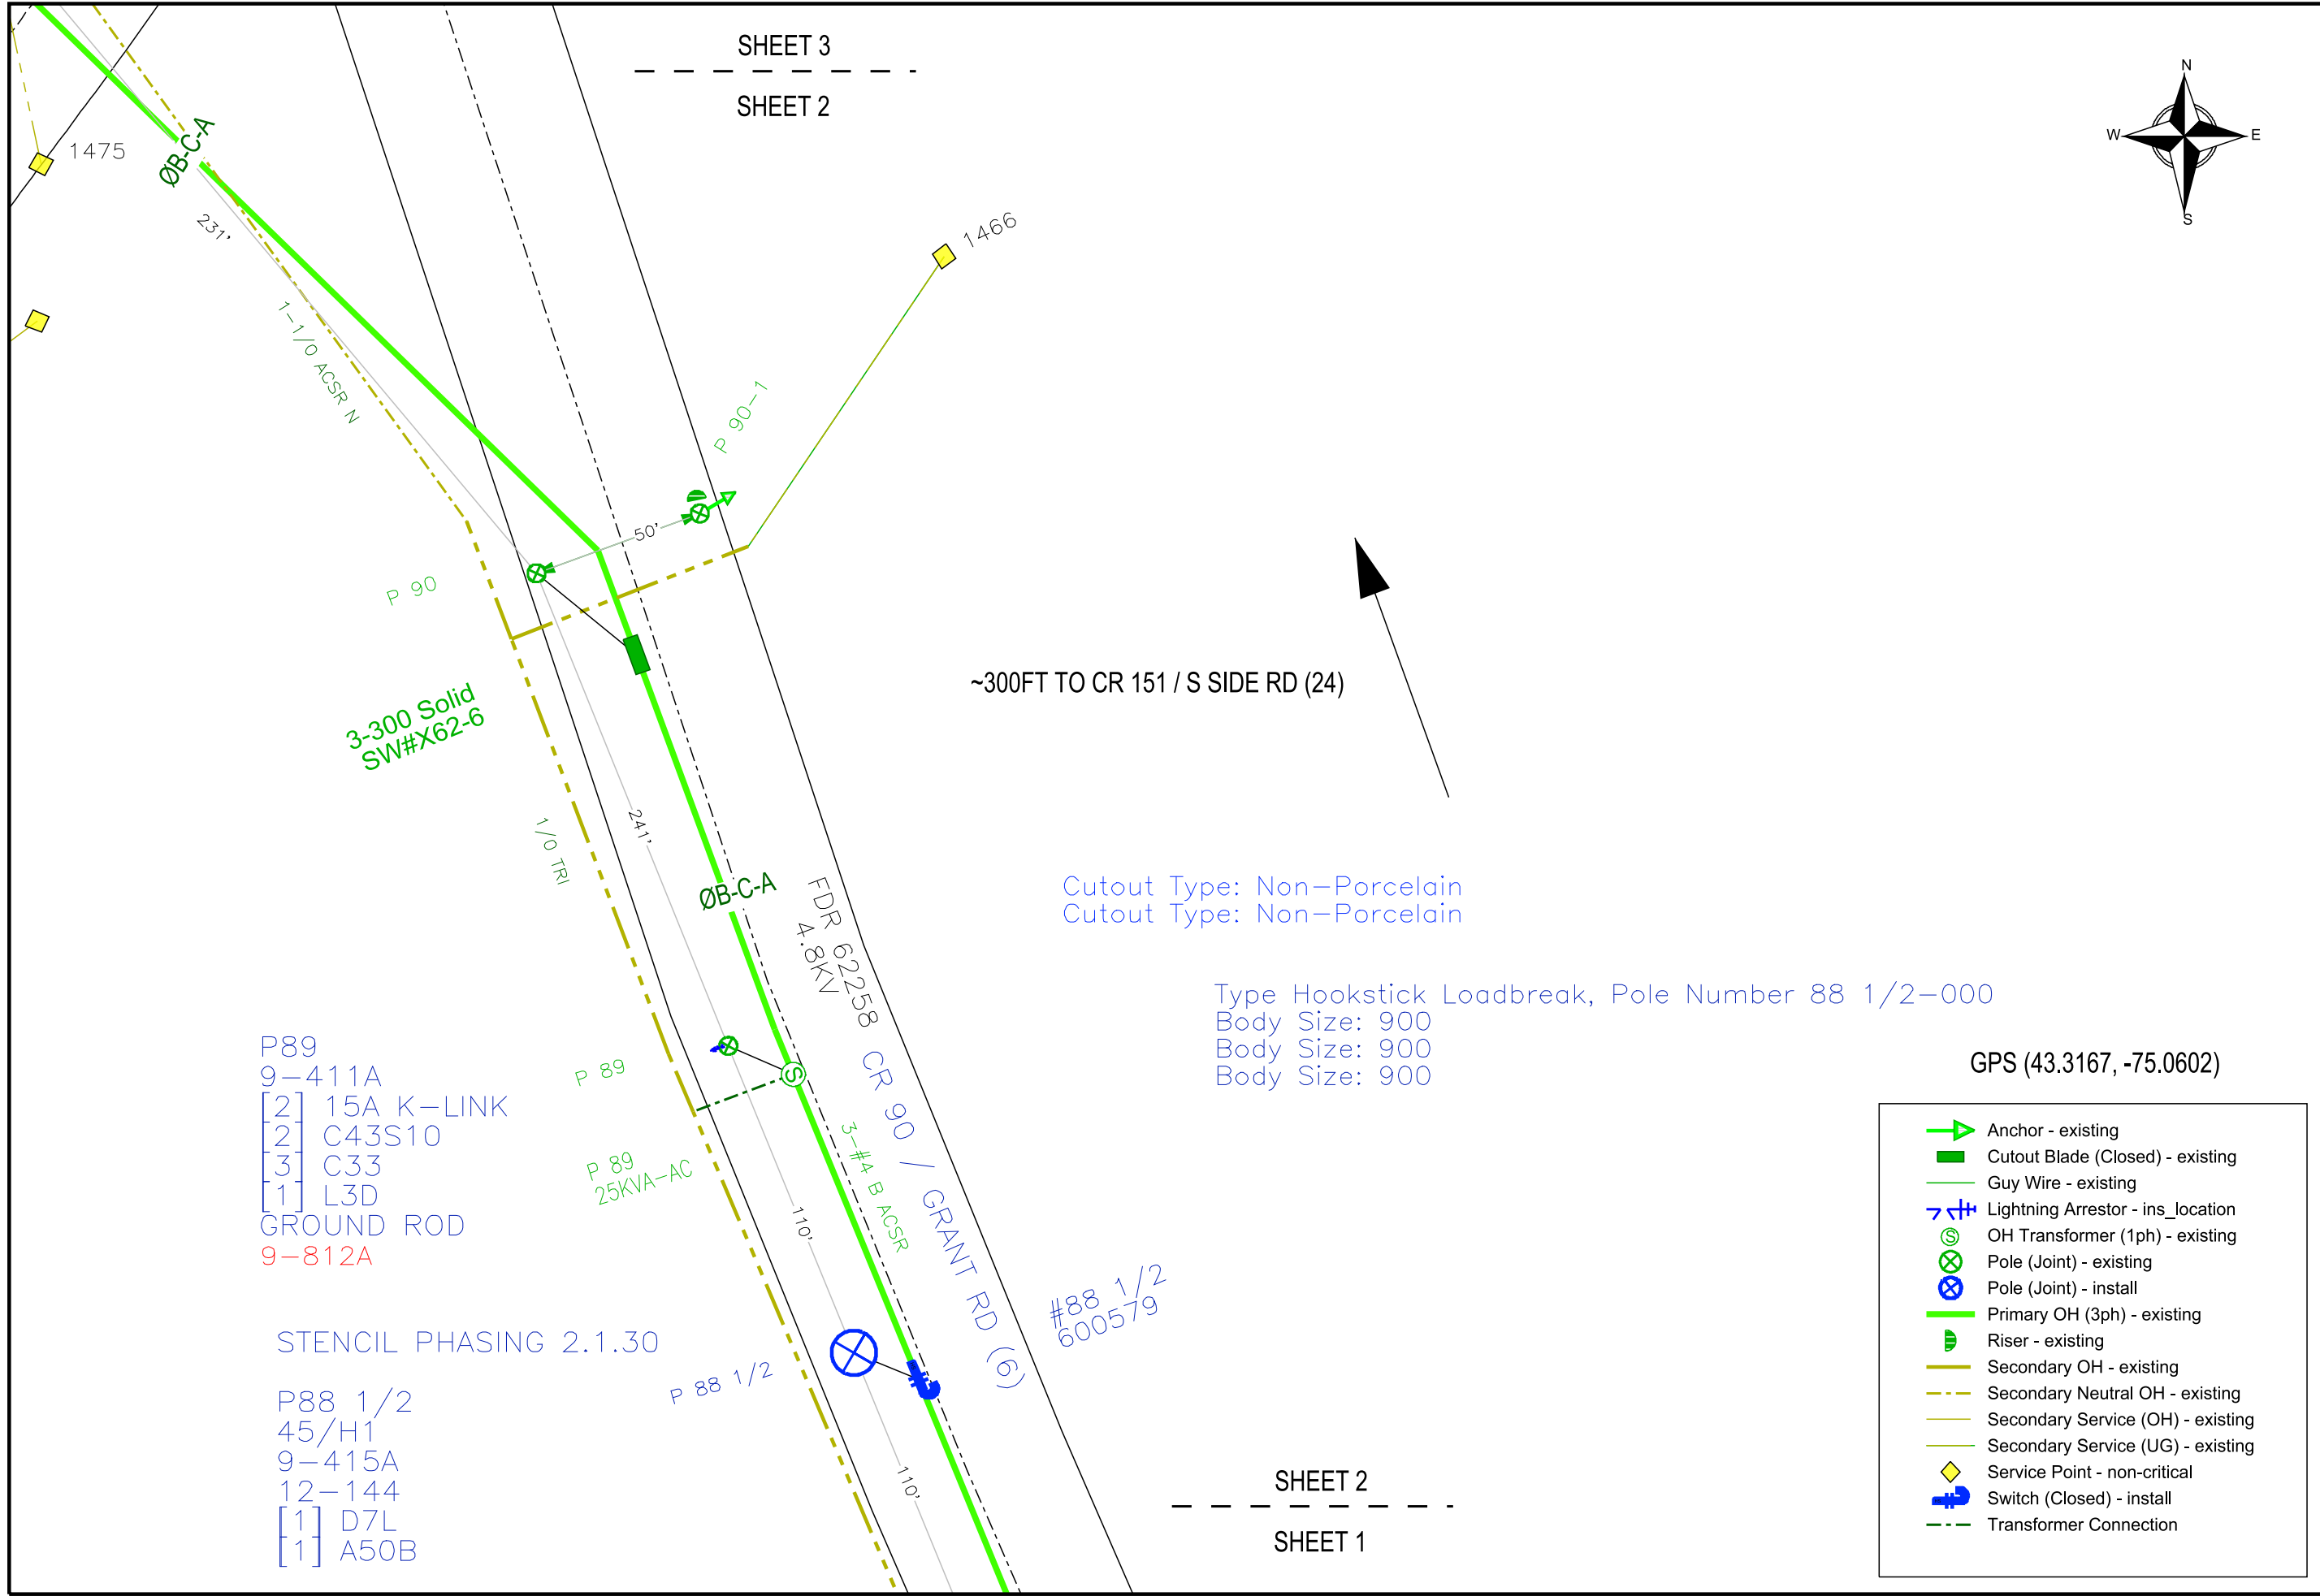 SHEET 3
SHEET 2
N
W
E
S
1475
ØB-C-A
231'
1466
1-1/0 ACSR N
P 90-1
50'
P 90
~300FT TO CR 151 / S SIDE RD (24)
3-300 Solid
SW#X62-6
241'
1/0 TRI
ØB-C-A
FDR 62258
4.8KV
Cutout Type: Non-Porcelain
Cutout Type: Non-Porcelain
Type Hookstick Loadbreak, Pole Number 88 1/2-000
Body Size: 900
Body Size: 900
Body Size: 900
P89
9-411A
[2] 15A K-LINK
[2] C43S10
[3] C33
[1] L3D
GROUND ROD
9-812A
P 89
S
P 89
25KVA-AC
3-#4 B ACSR
CR 90 / GRANT RD (6)
110'
#88 1/2
600579
STENCIL PHASING 2.1.30
P 88 1/2
P88 1/2
45/H1
9-415A
12-144
[1] D7L
[1] A50B
110'
SHEET 2
SHEET 1
GPS (43.3167, -75.0602)
Anchor - existing
Cutout Blade (Closed) - existing
Guy Wire - existing
Lightning Arrestor - ins_location
S OH Transformer (1ph) - existing
Pole (Joint) - existing
Pole (Joint) - install
Primary OH (3ph) - existing
Riser - existing
Secondary OH - existing
Secondary Neutral OH - existing
Secondary Service (OH) - existing
Secondary Service (UG) - existing
Service Point - non-critical
Switch (Closed) - install
Transformer Connection